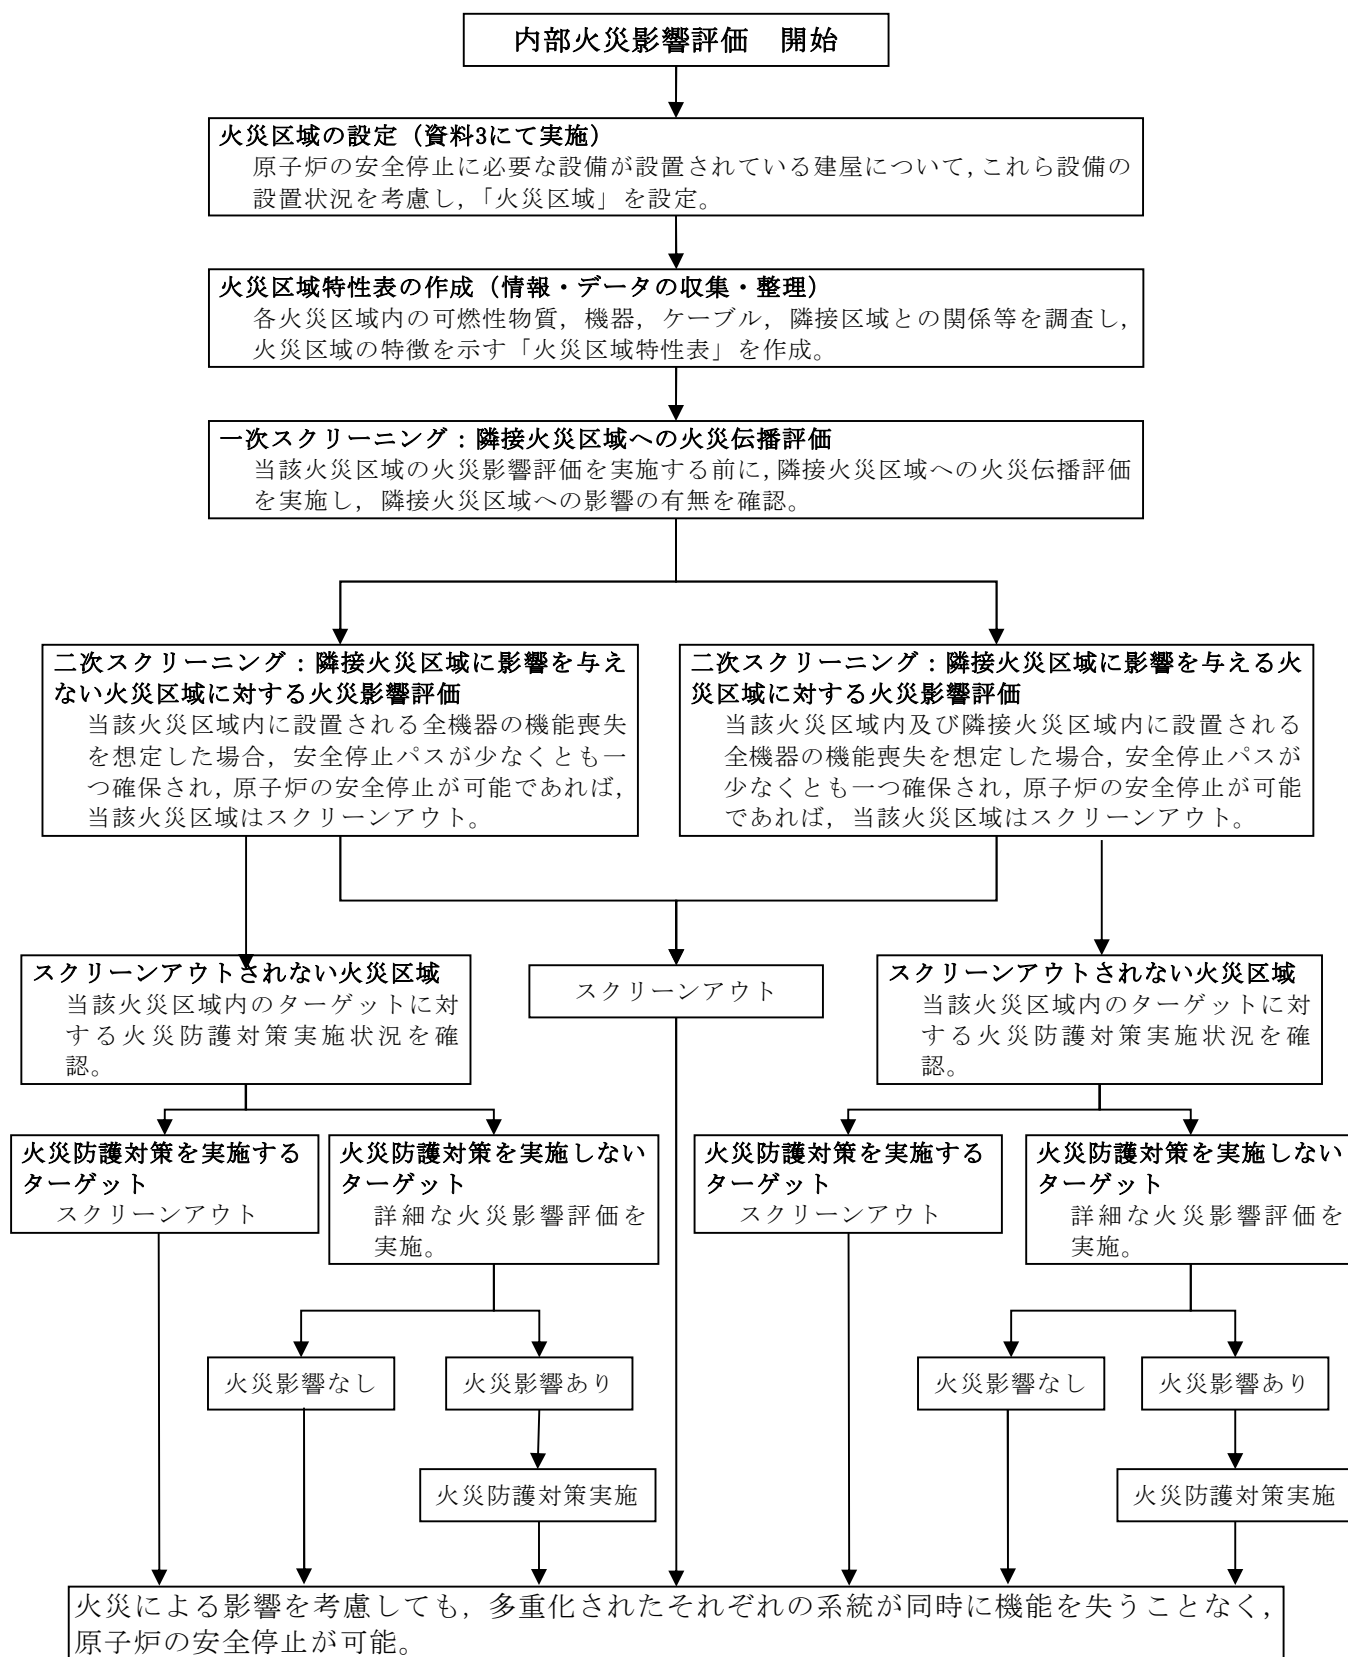 内部火災影響評価　開始
火災区域の設定（資料3にて実施）
原子炉の安全停止に必要な設備が設置されている建屋について，これら設備の
設置状況を考慮し，「火災区域」を設定。
火災区域特性表の作成（情報・データの収集・整理）
各火災区域内の可燃性物質，機器，ケーブル，隣接区域との関係等を調査し，
火災区域の特徴を示す「火災区域特性表」を作成。
一次スクリーニング：隣接火災区域への火災伝播評価
当該火災区域の火災影響評価を実施する前に，隣接火災区域への火災伝播評価
を実施し，隣接火災区域への影響の有無を確認。
二次スクリーニング：隣接火災区域に影響を与え
ない火災区域に対する火災影響評価
当該火災区域内に設置される全機器の機能喪失
を想定した場合，安全停止パスが少なくとも一
つ確保され，原子炉の安全停止が可能であれば，
当該火災区域はスクリーンアウト。
二次スクリーニング：隣接火災区域に影響を与える火
災区域に対する火災影響評価
当該火災区域内及び隣接火災区域内に設置される
全機器の機能喪失を想定した場合，安全停止パスが
少なくとも一つ確保され，原子炉の安全停止が可能
であれば，当該火災区域はスクリーンアウト。
スクリーンアウトされない火災区域
当該火災区域内のターゲットに対
する火災防護対策実施状況を確
認。
スクリーンアウト
スクリーンアウトされない火災区域
当該火災区域内のターゲットに対
する火災防護対策実施状況を確
認。
火災防護対策を実施する
ターゲット
スクリーンアウト
火災防護対策を実施しない
ターゲット
詳細な火災影響評価を
実施。
火災防護対策を実施する
ターゲット
スクリーンアウト
火災防護対策を実施しない
ターゲット
詳細な火災影響評価を
実施。
火災影響なし
火災影響あり
火災影響なし
火災影響あり
火災防護対策実施
火災防護対策実施
火災による影響を考慮しても，多重化されたそれぞれの系統が同時に機能を失うことなく，
原子炉の安全停止が可能。